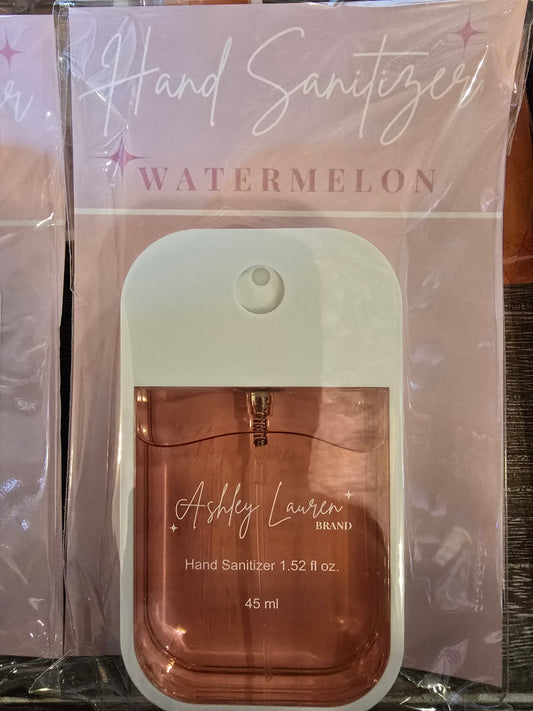 Hand Sanitizer
WATERMELON
Ashley Lauren
BRAND
Hand Sanitizer 1.52 fl oz.
45 ml